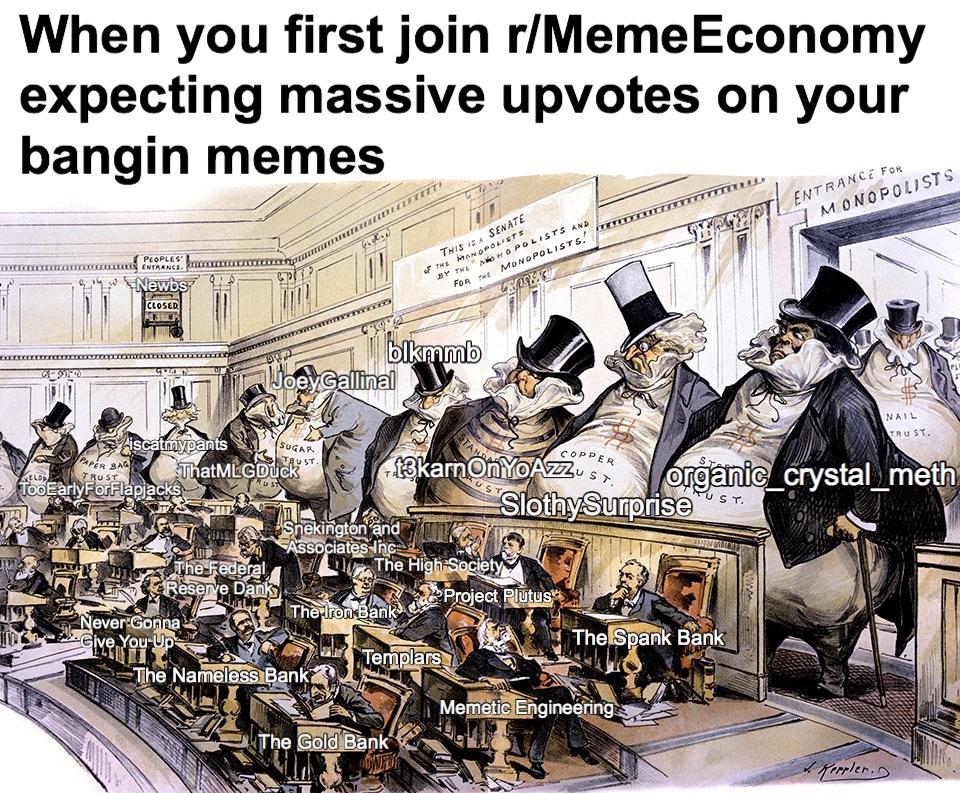 When you first join r/MemeEconomy
expecting massive upvotes on your
bangin memes
ENTRANCE FOR
MONOPOLISTS
THIS IS A SENATE
OF THE MONOPOLISTS
BY THE MONOPOLISTS AND
FOR THE MONOPOLISTS!
PEOPLES'
ENTRANCE.
Newbs
CLOSED
blkmmb
JoeyGallinal
NAIL
TRUST.
iscatmypants
SUGAR
TRUST.
COPPER
TRUST.
PAPER BAG
TRUST
ThatMLGDuck
t3karnOnYoAzz
organic_crystal_meth
TRUST.
TooEarlyForFlapjacks
SlothySurprise
Snekington and
Associates Inc
The High Society
The Federal
Reserve Dank
Project Plutus
The Iron Bank
Never Gonna
Give You Up
The Spank Bank
Templars
The Nameless Bank
Memetic Engineering
The Gold Bank
J. Keppler.